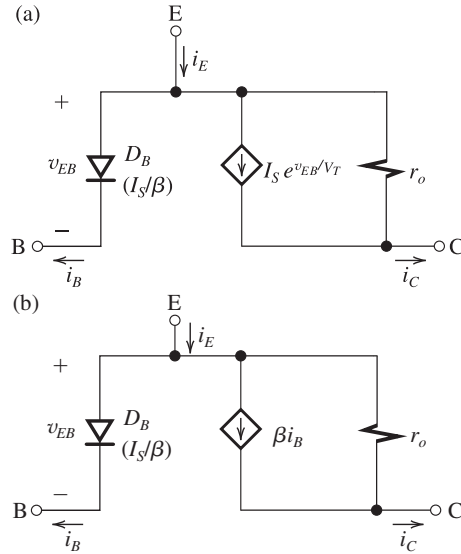 (a)
E
i_E
+
v_EB
D_B
(I_S/β)
I_S e^{v_EB/V_T}
r_o
−
B
C
i_B
i_C
(b)
E
i_E
+
v_EB
D_B
(I_S/β)
βi_B
r_o
−
B
C
i_B
i_C